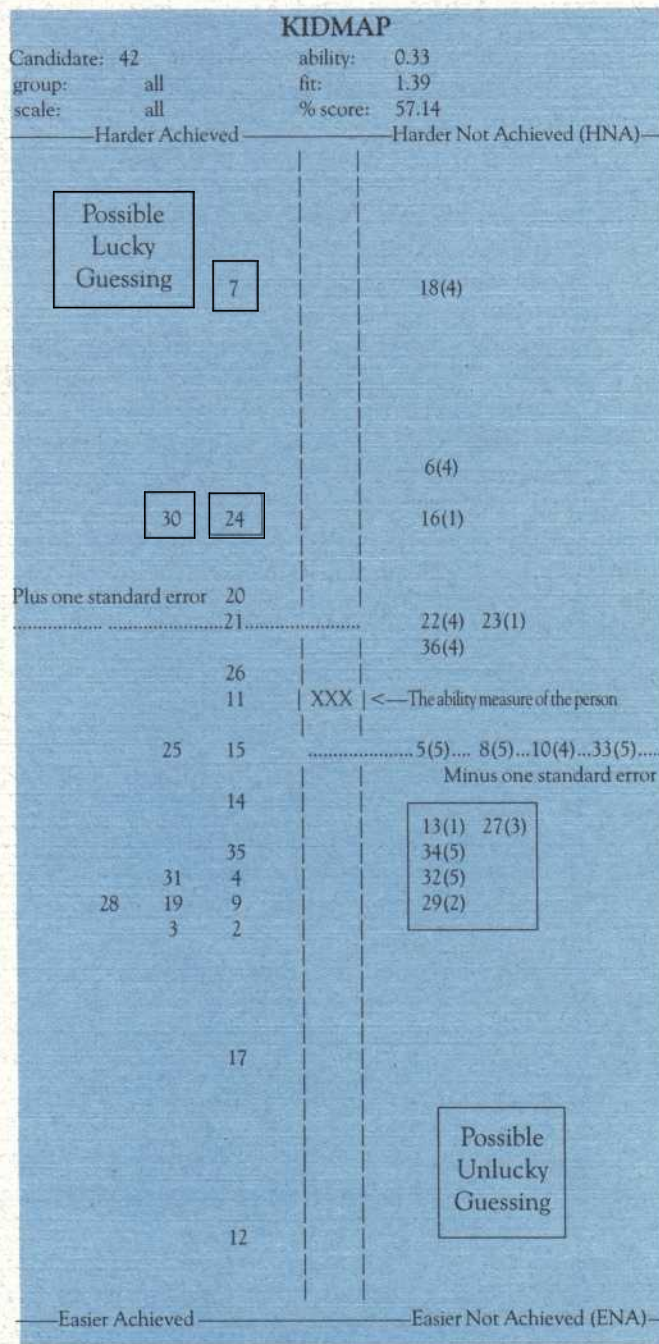 KIDMAP
Candidate: 42 ability: 0.33
group: all fit: 1.39
scale: all % score: 57.14
Harder Achieved Harder Not Achieved (HNA)
Possible
Lucky
Guessing
7 18(4)
6(4)
30 24 16(1)
Plus one standard error 20
21 22(4) 23(1)
36(4)
26
11 XXX <—The ability measure of the person
25 15 5(5).... 8(5)...10(4)...33(5).....
Minus one standard error
14
13(1) 27(3)
35 34(5)
31 4 32(5)
28 19 9 29(2)
3 2
17
Possible
Unlucky
Guessing
12
Easier Achieved Easier Not Achieved (ENA)